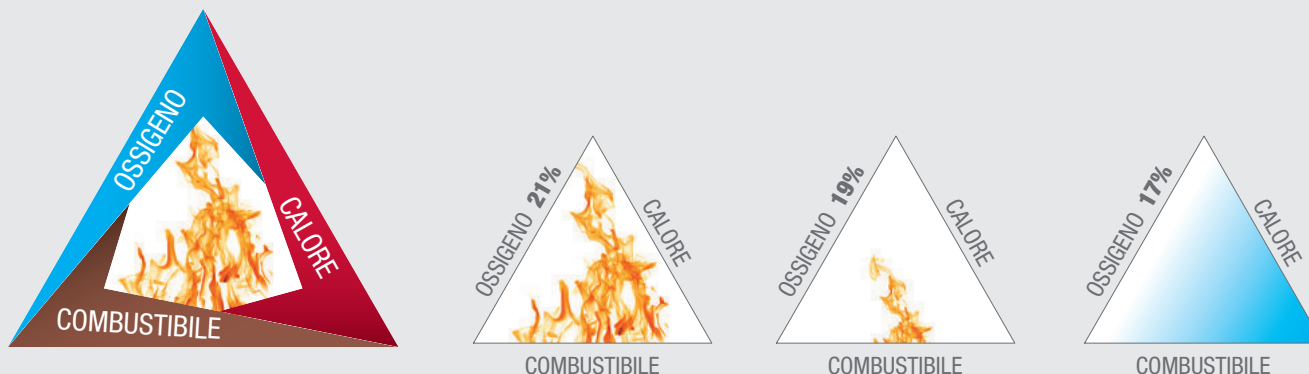 OSSIGENO
CALORE
COMBUSTIBILE
OSSIGENO 21%
CALORE
COMBUSTIBILE
OSSIGENO 19%
CALORE
COMBUSTIBILE
OSSIGENO 17%
CALORE
COMBUSTIBILE